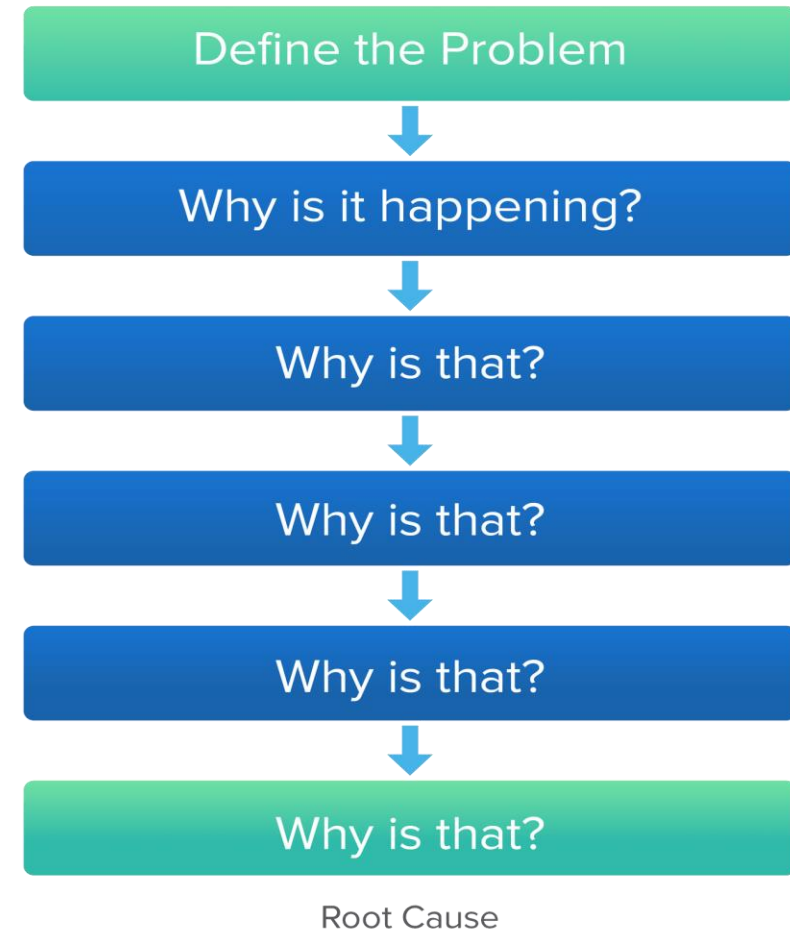 Define the Problem
Why is it happening?
Why is that?
Why is that?
Why is that?
Why is that?
Root Cause